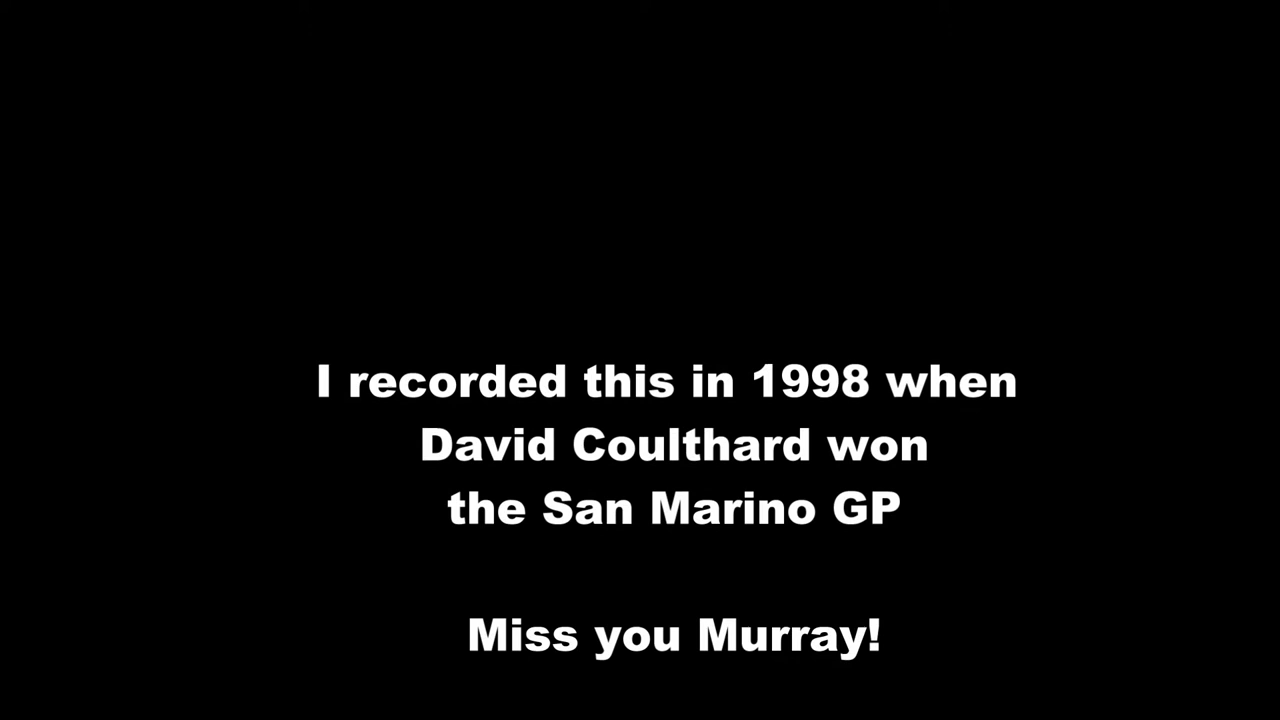 I recorded this in 1998 when
David Coulthard won
the San Marino GP
Miss you Murray!